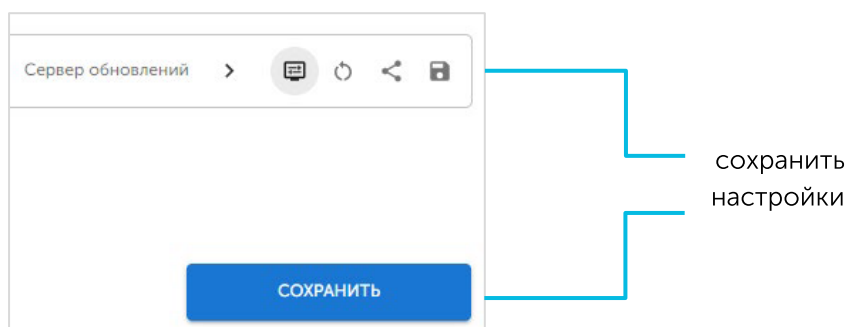 Сервер обновлений
сохранить
настройки
СОХРАНИТЬ